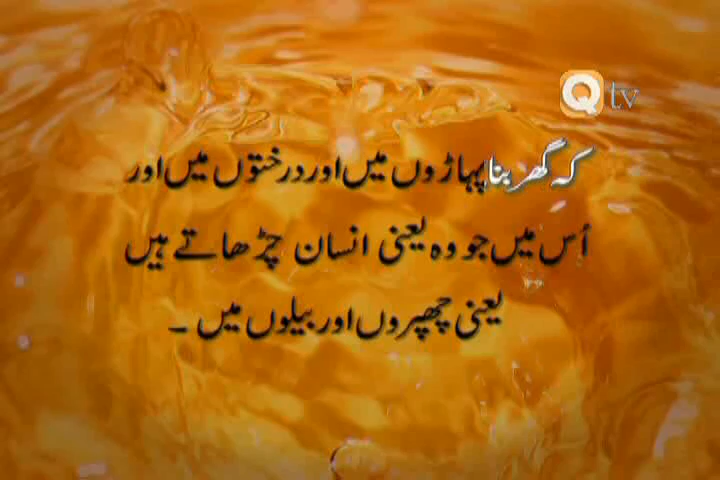 Qtv
کہ گھر بنا پہاڑوں میں اور درختوں میں اور
اُس میں جو وہ یعنی انسان چڑھاتے ہیں
یعنی چھپروں اور بیلوں میں ۔